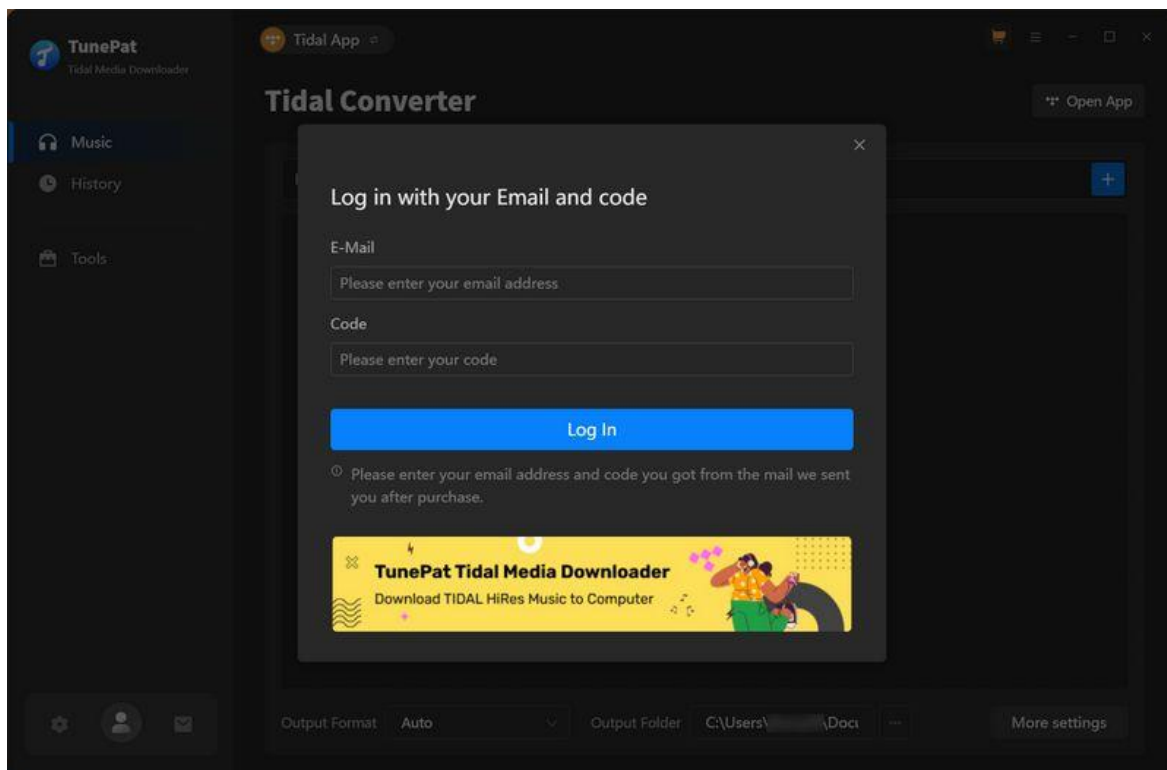 TunePat
Tidal Media Downloader
Tidal App
Tidal Converter
Open App
Music
History
Tools
Log in with your Email and code
E-Mail
Please enter your email address
Code
Please enter your code
Log In
Please enter your email address and code you got from the mail we sent
you after purchase.
TunePat Tidal Media Downloader
Download TIDAL HiRes Music to Computer
Output Format Auto Output Folder C:\Users\ \Docu
More settings